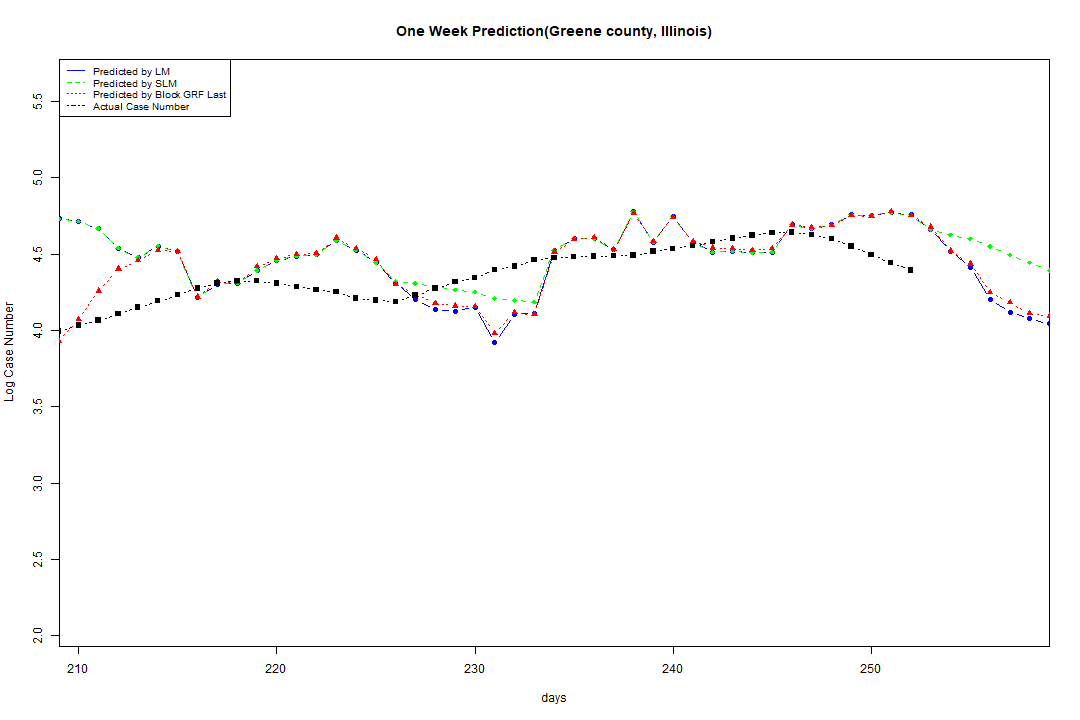 One Week Prediction(Greene county, Illinois)
Predicted by LM
Predicted by SLM
Predicted by Block GRF Last
Actual Case Number
5.5
5.0
4.5
4.0
3.5
3.0
2.5
2.0
Log Case Number
210 220 230 240 250
days